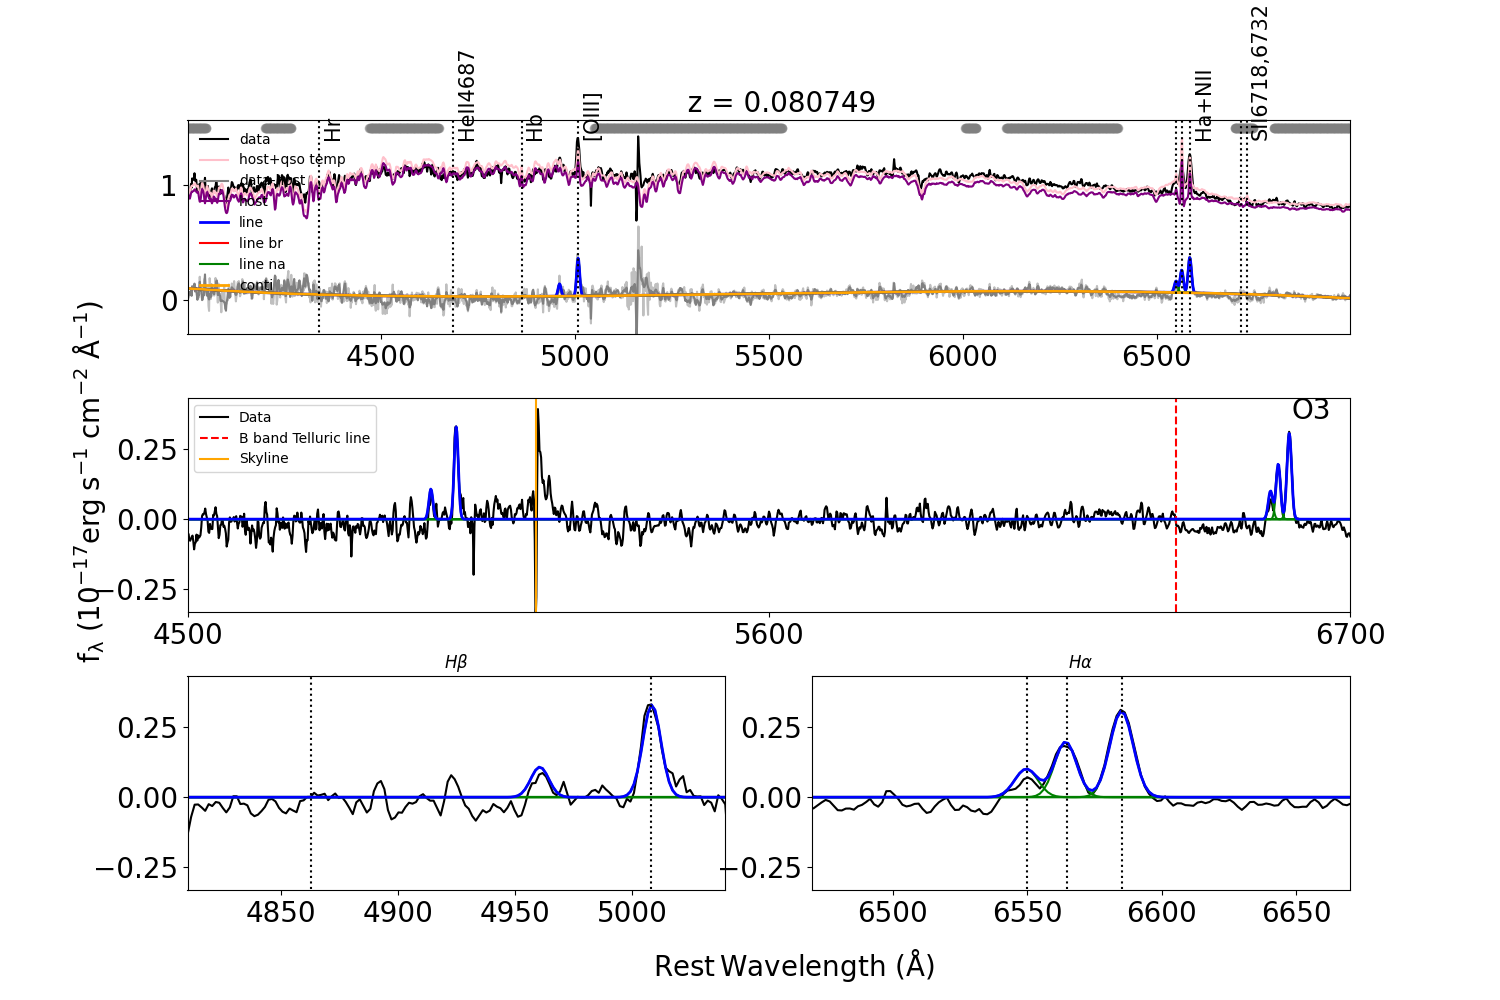 z = 0.080749
Hr
HeII4687
Hb
[OIII]
Ha+NII
SII6718,6732
data
host+qso temp
data-host
host
line
line br
line na
conti
1
0
4500
5000
5500
6000
6500
f_λ (10^−17 erg s^−1 cm^−2 Å^−1)
Data
B band Telluric line
Skyline
O3
0.25
0.00
−0.25
4500
5600
6700
Hβ
0.25
0.00
−0.25
4850
4900
4950
5000
Hα
0.25
0.00
−0.25
6500
6550
6600
6650
Rest Wavelength (Å)